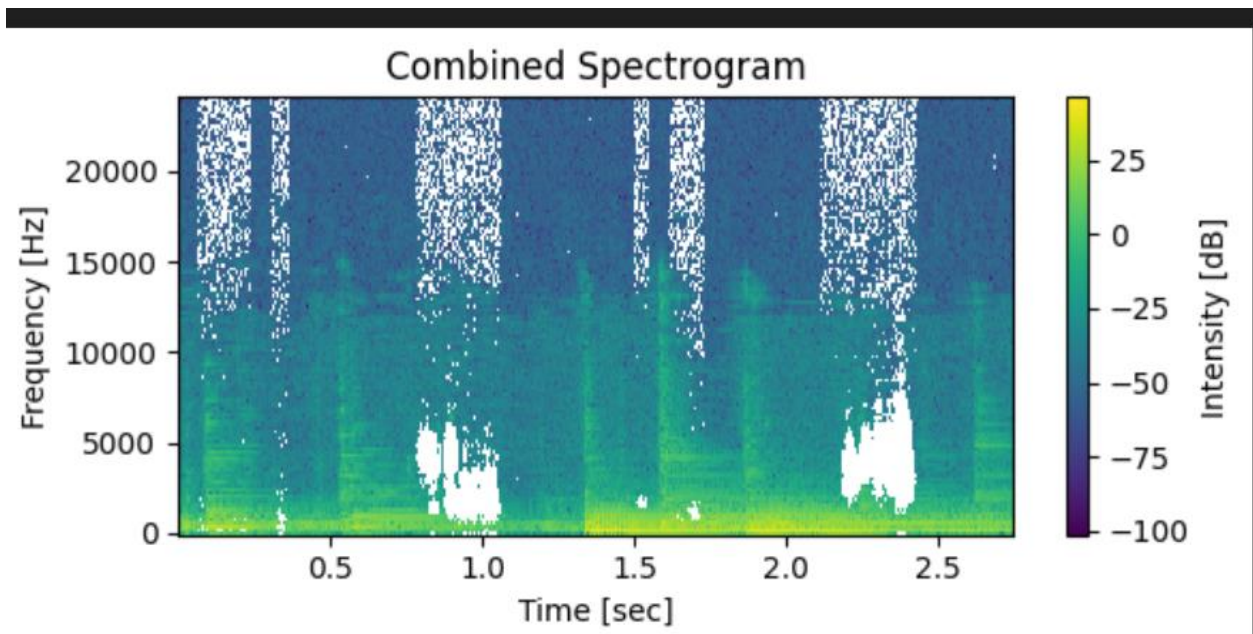 Combined Spectrogram
Frequency [Hz]
20000
15000
10000
5000
0
0.5 1.0 1.5 2.0 2.5
Time [sec]
25
0
−25
−50
−75
−100
Intensity [dB]